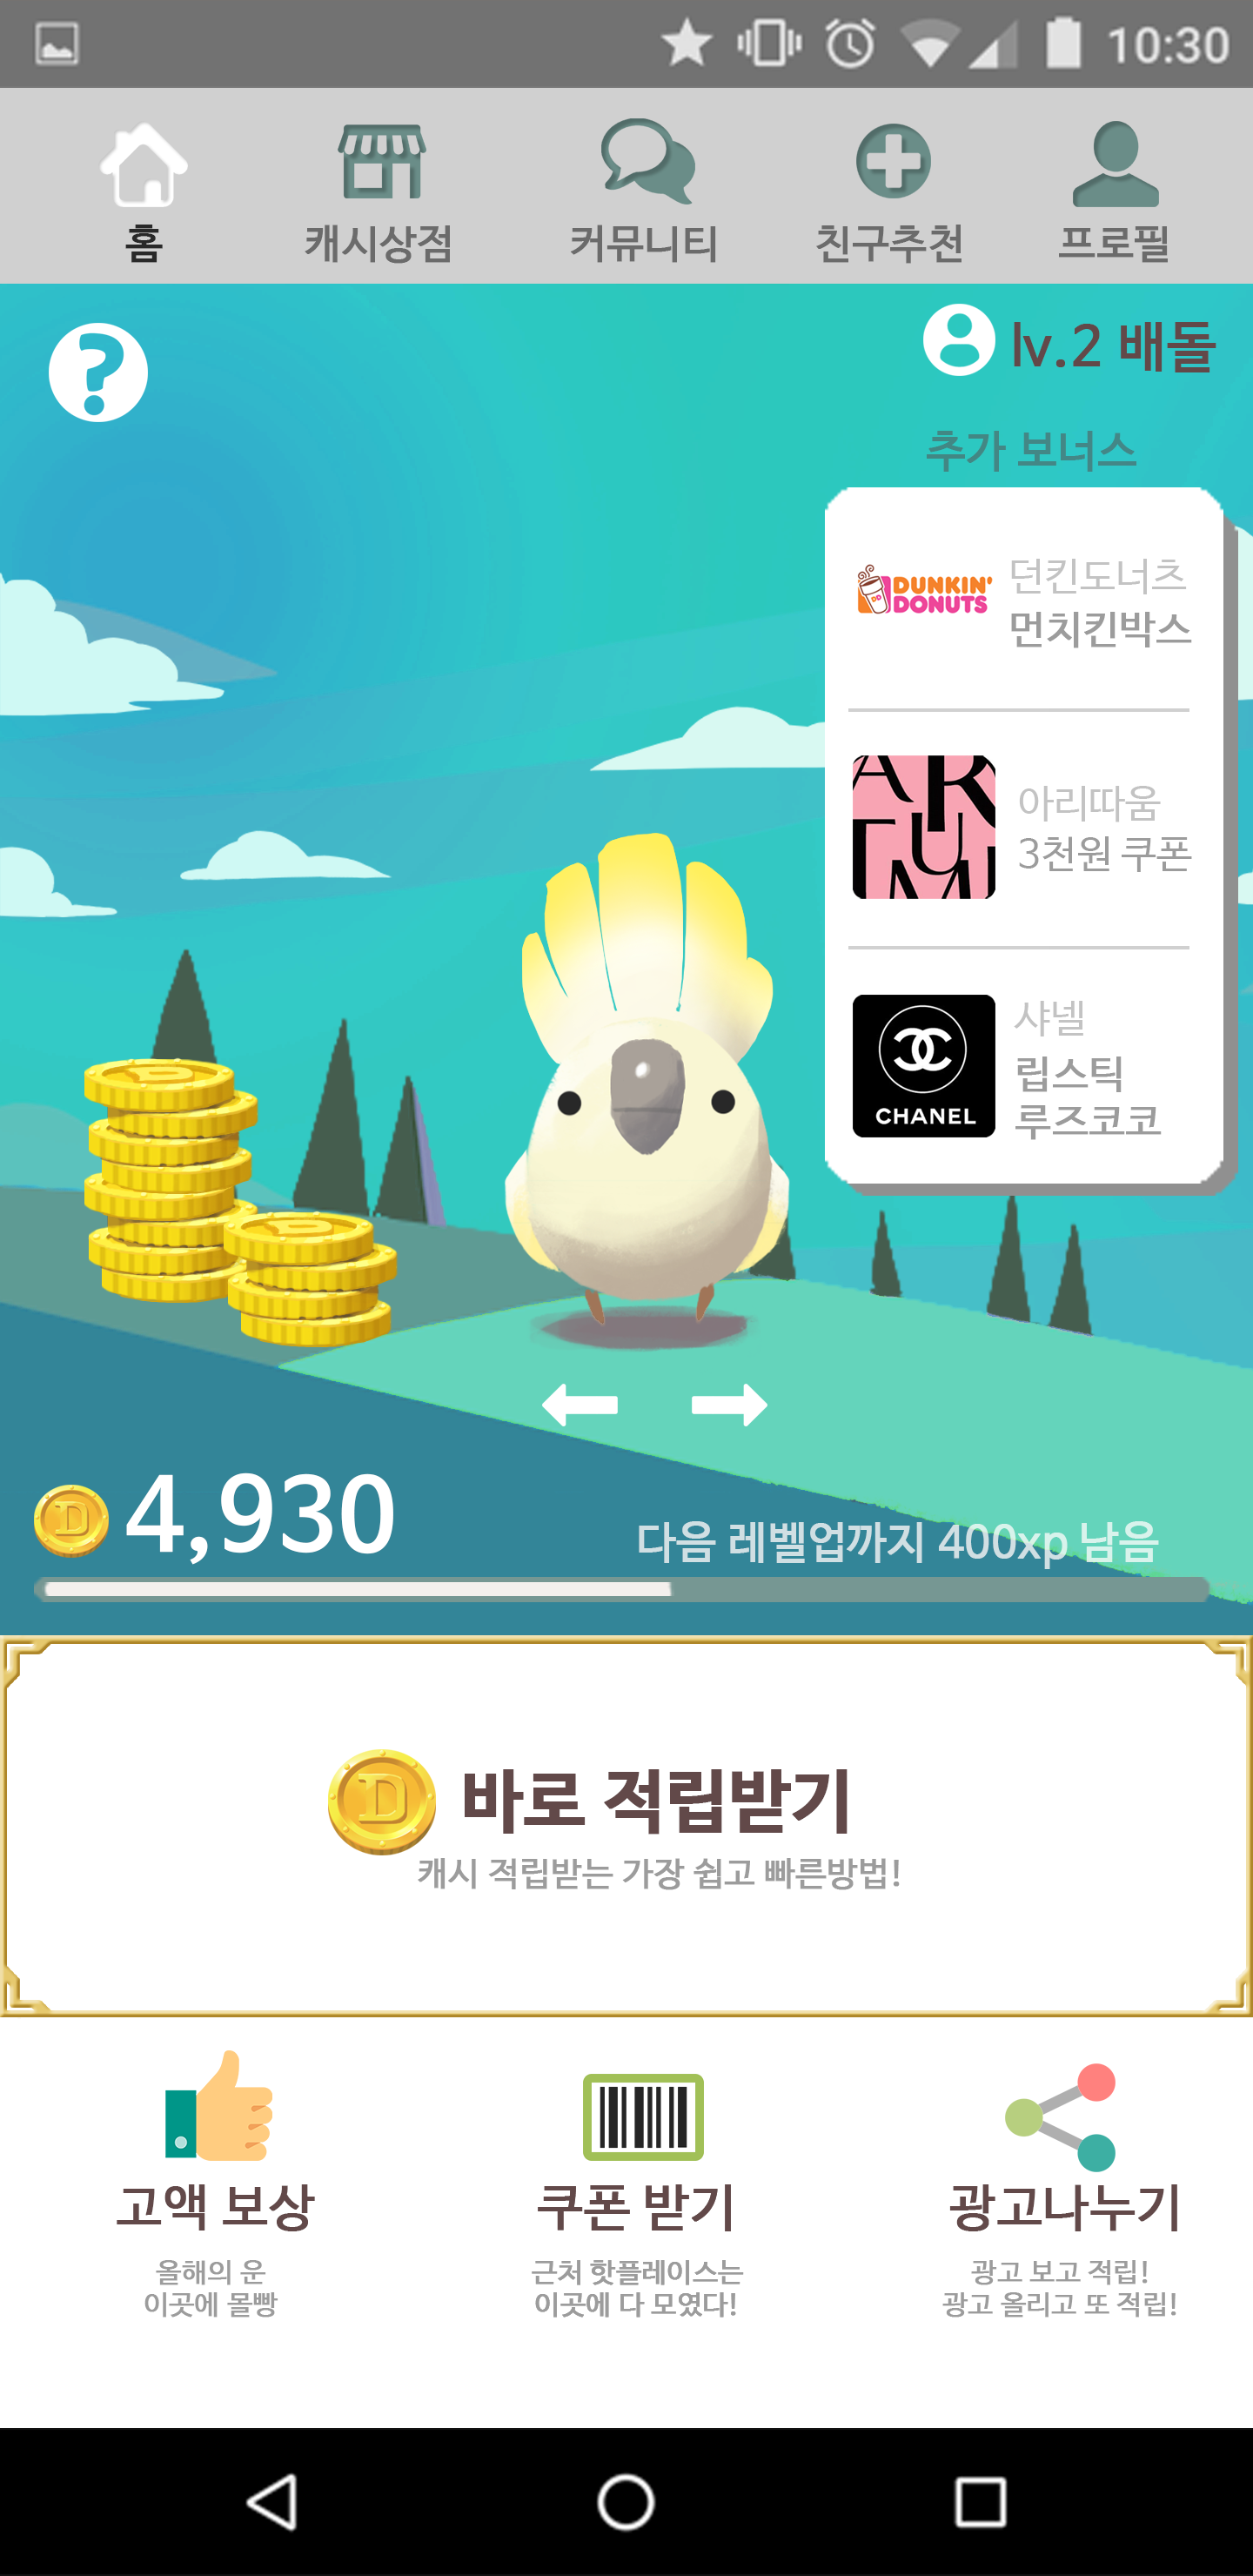 10:30
홈
캐시상점
커뮤니티
친구추천
프로필
?
lv.2 배돌
추가 보너스
DUNKIN'
DONUTS
던킨도너츠
먼치킨박스
AR
아리따움
3천원 쿠폰
CHANEL
샤넬
립스틱
루즈코코
D
4,930
다음 레벨업까지 400xp 남음
D
바로 적립받기
캐시 적립받는 가장 쉽고 빠른방법!
고액 보상
올해의 운
이곳에 몰빵
쿠폰 받기
근처 핫플레이스는
이곳에 다 모였다!
광고나누기
광고 보고 적립!
광고 올리고 또 적립!